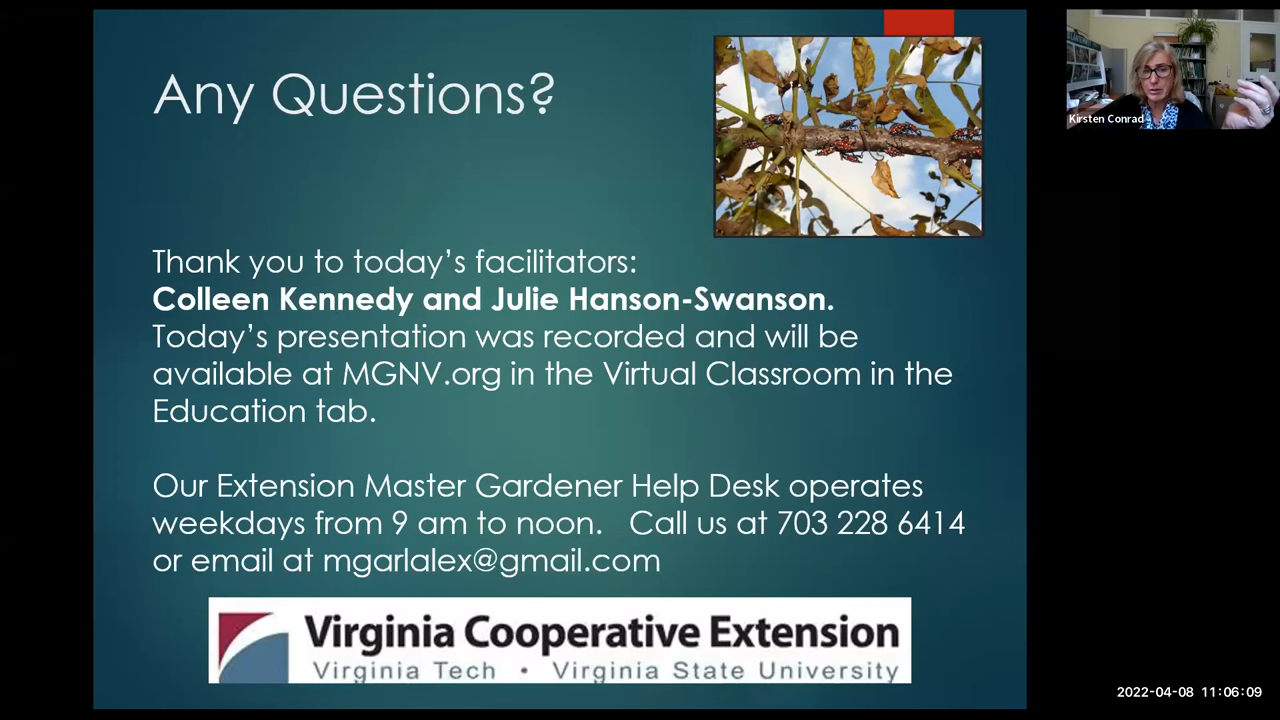 Any Questions?
Kirsten Conrad
Thank you to today's facilitators:
Colleen Kennedy and Julie Hanson-Swanson.
Today's presentation was recorded and will be
available at MGNV.org in the Virtual Classroom in the
Education tab.
Our Extension Master Gardener Help Desk operates
weekdays from 9 am to noon. Call us at 703 228 6414
or email at mgarlalex@gmail.com
Virginia Cooperative Extension
Virginia Tech • Virginia State University
2022-04-08 11:06:09